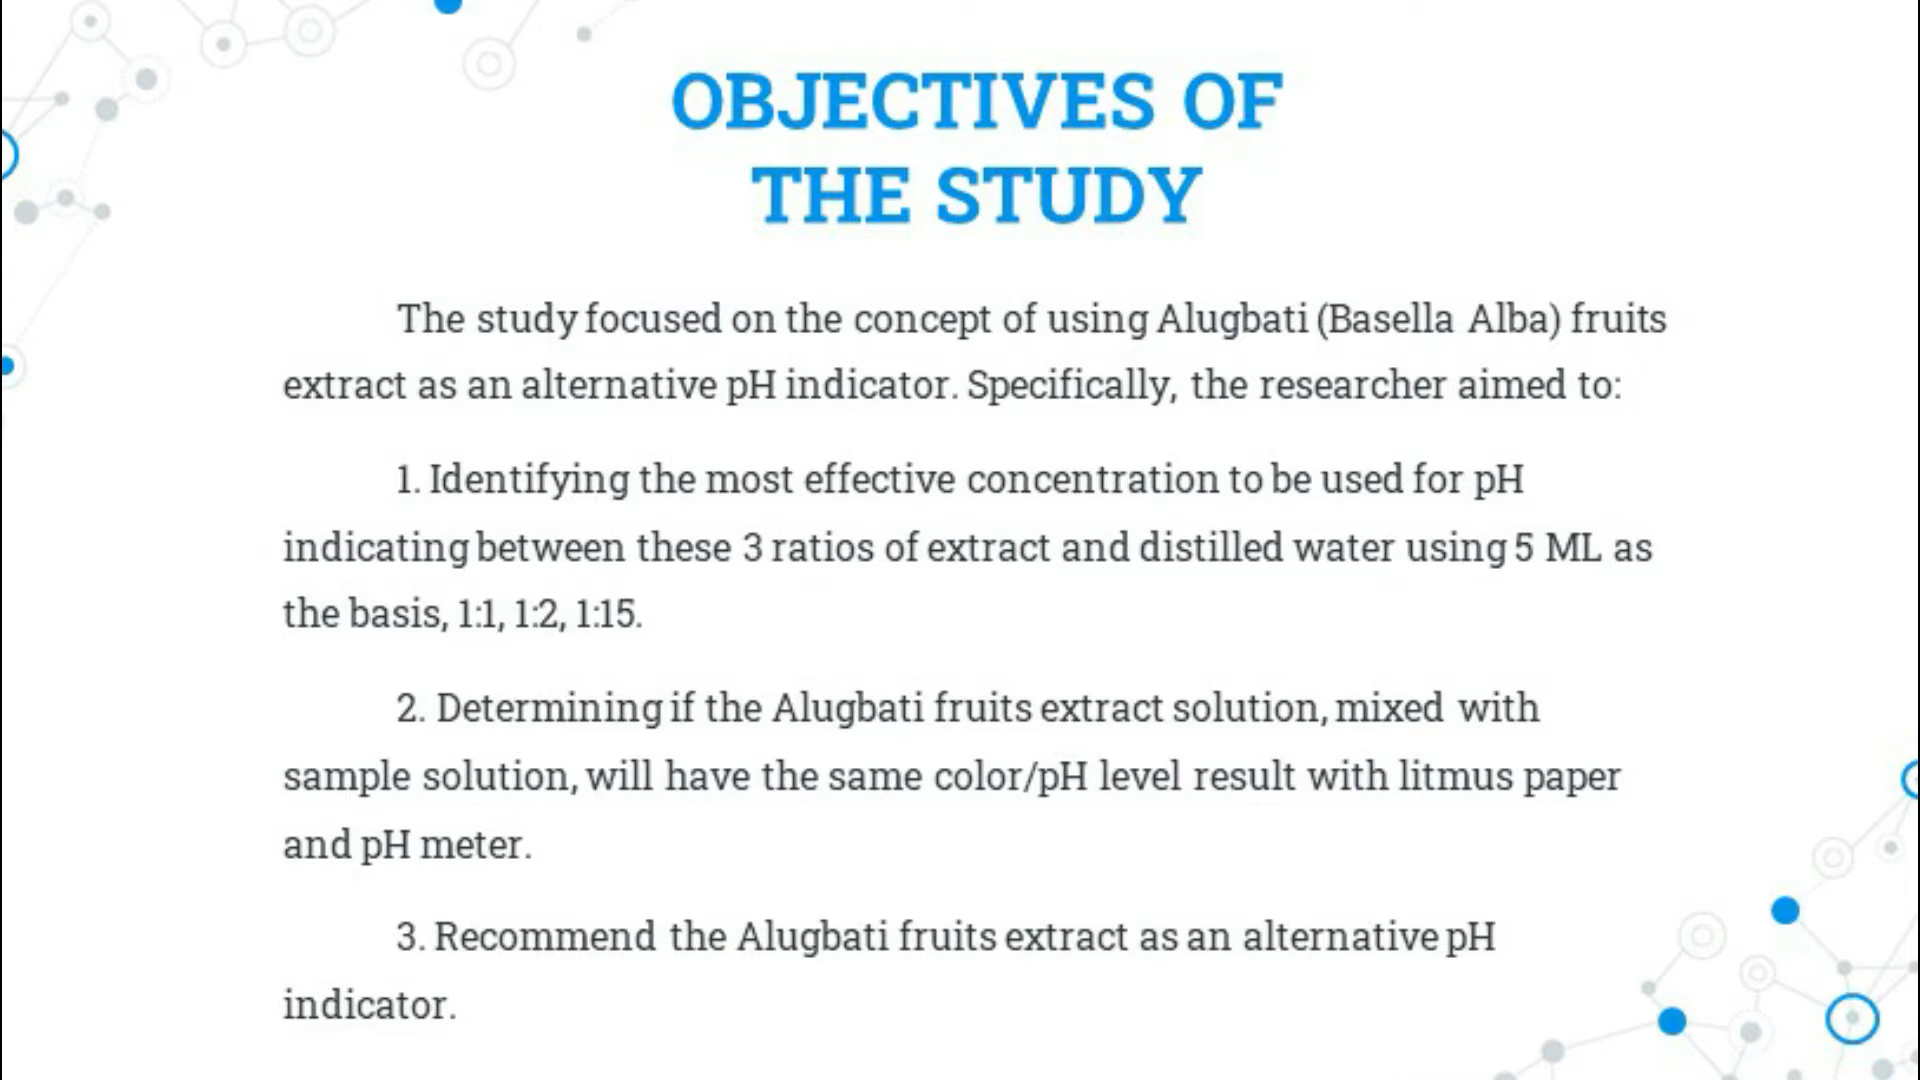 OBJECTIVES OF
THE STUDY
The study focused on the concept of using Alugbati (Basella Alba) fruits
extract as an alternative pH indicator. Specifically, the researcher aimed to:
1. Identifying the most effective concentration to be used for pH
indicating between these 3 ratios of extract and distilled water using 5 ML as
the basis, 1:1, 1:2, 1:15.
2. Determining if the Alugbati fruits extract solution, mixed with
sample solution, will have the same color/pH level result with litmus paper
and pH meter.
3. Recommend the Alugbati fruits extract as an alternative pH
indicator.